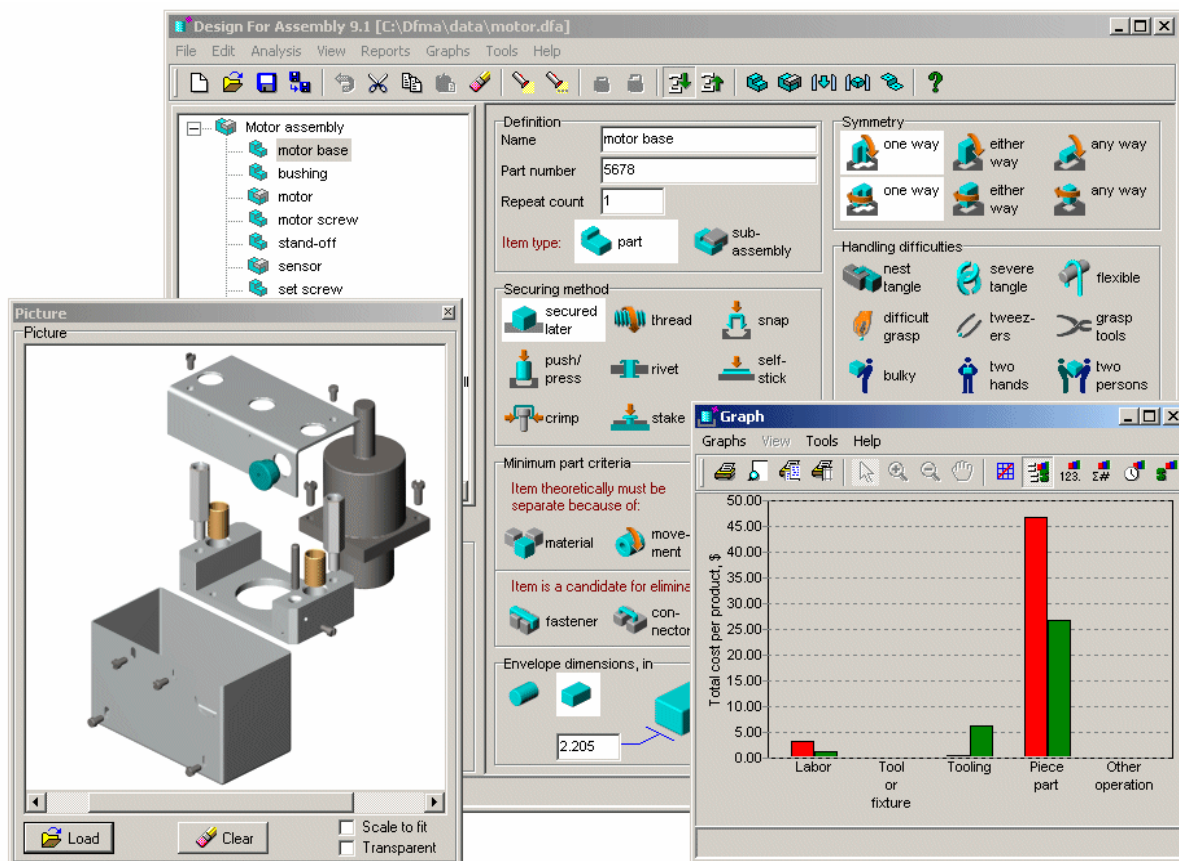 Design For Assembly 9.1 [C:\Dfma\data\motor.dfa]
File Edit Analysis View Reports Graphs Tools Help
Motor assembly
motor base
bushing
motor
motor screw
stand-off
sensor
set screw
Definition
Name motor base
Part number 5678
Repeat count 1
Item type: part sub-
assembly
Securing method
secured
later
thread
snap
push/
press
rivet
self-
stick
crimp
stake
Minimum part criteria
Item theoretically must be
separate because of:
material
move-
ment
Item is a candidate for elimina
fastener
con-
nector
Envelope dimensions, in
2.205
Symmetry
one way
either
way
any way
one way
either
way
any way
Handling difficulties
nest
tangle
severe
tangle
flexible
difficult
grasp
tweez-
ers
grasp
tools
bulky
two
hands
two
persons
Picture
Picture
Load
Clear
Scale to fit
Transparent
Graph
Graphs View Tools Help
123. Σ# $
Total cost per product, $
50.00
45.00
40.00
35.00
30.00
25.00
20.00
15.00
10.00
5.00
0.00
Labor
Tool
or
fixture
Tooling
Piece
part
Other
operation